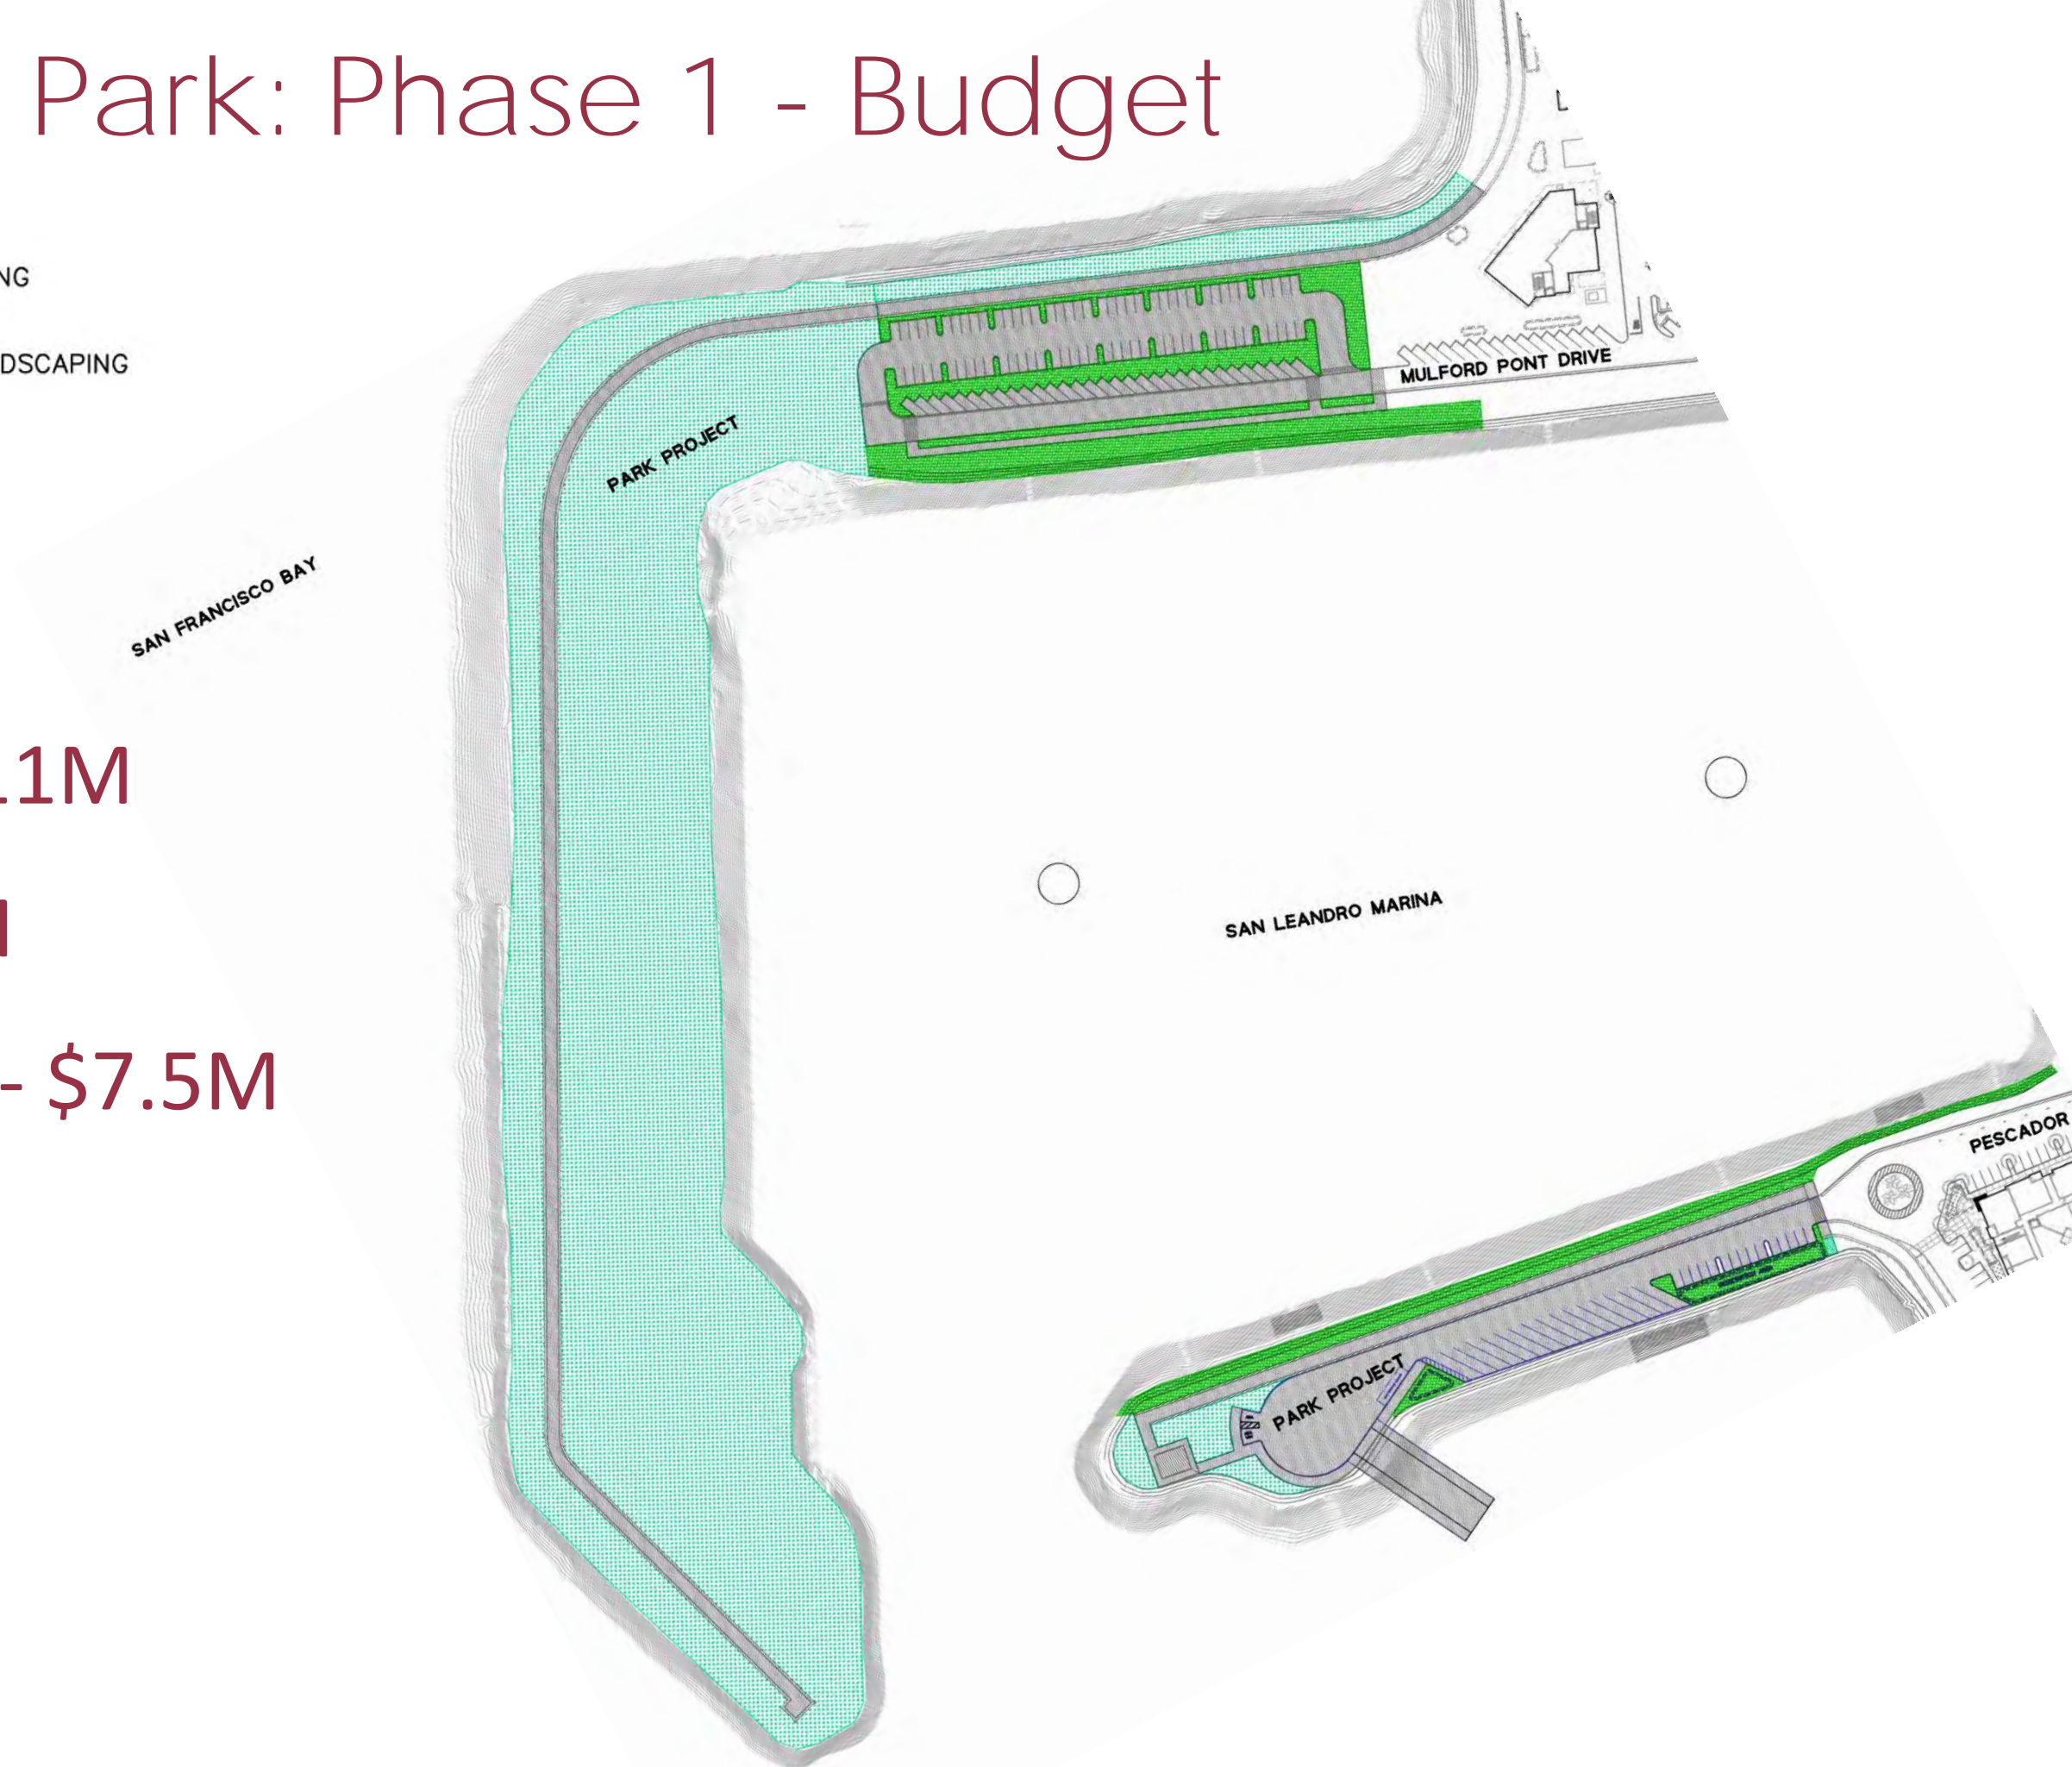 Park: Phase 1 - Budget
NG
DSCAPING
MULFORD PONT DRIVE
PARK PROJECT
SAN FRANCISCO BAY
.1M
SAN LEANDRO MARINA
- $7.5M
PESCADOR
PARK PROJECT